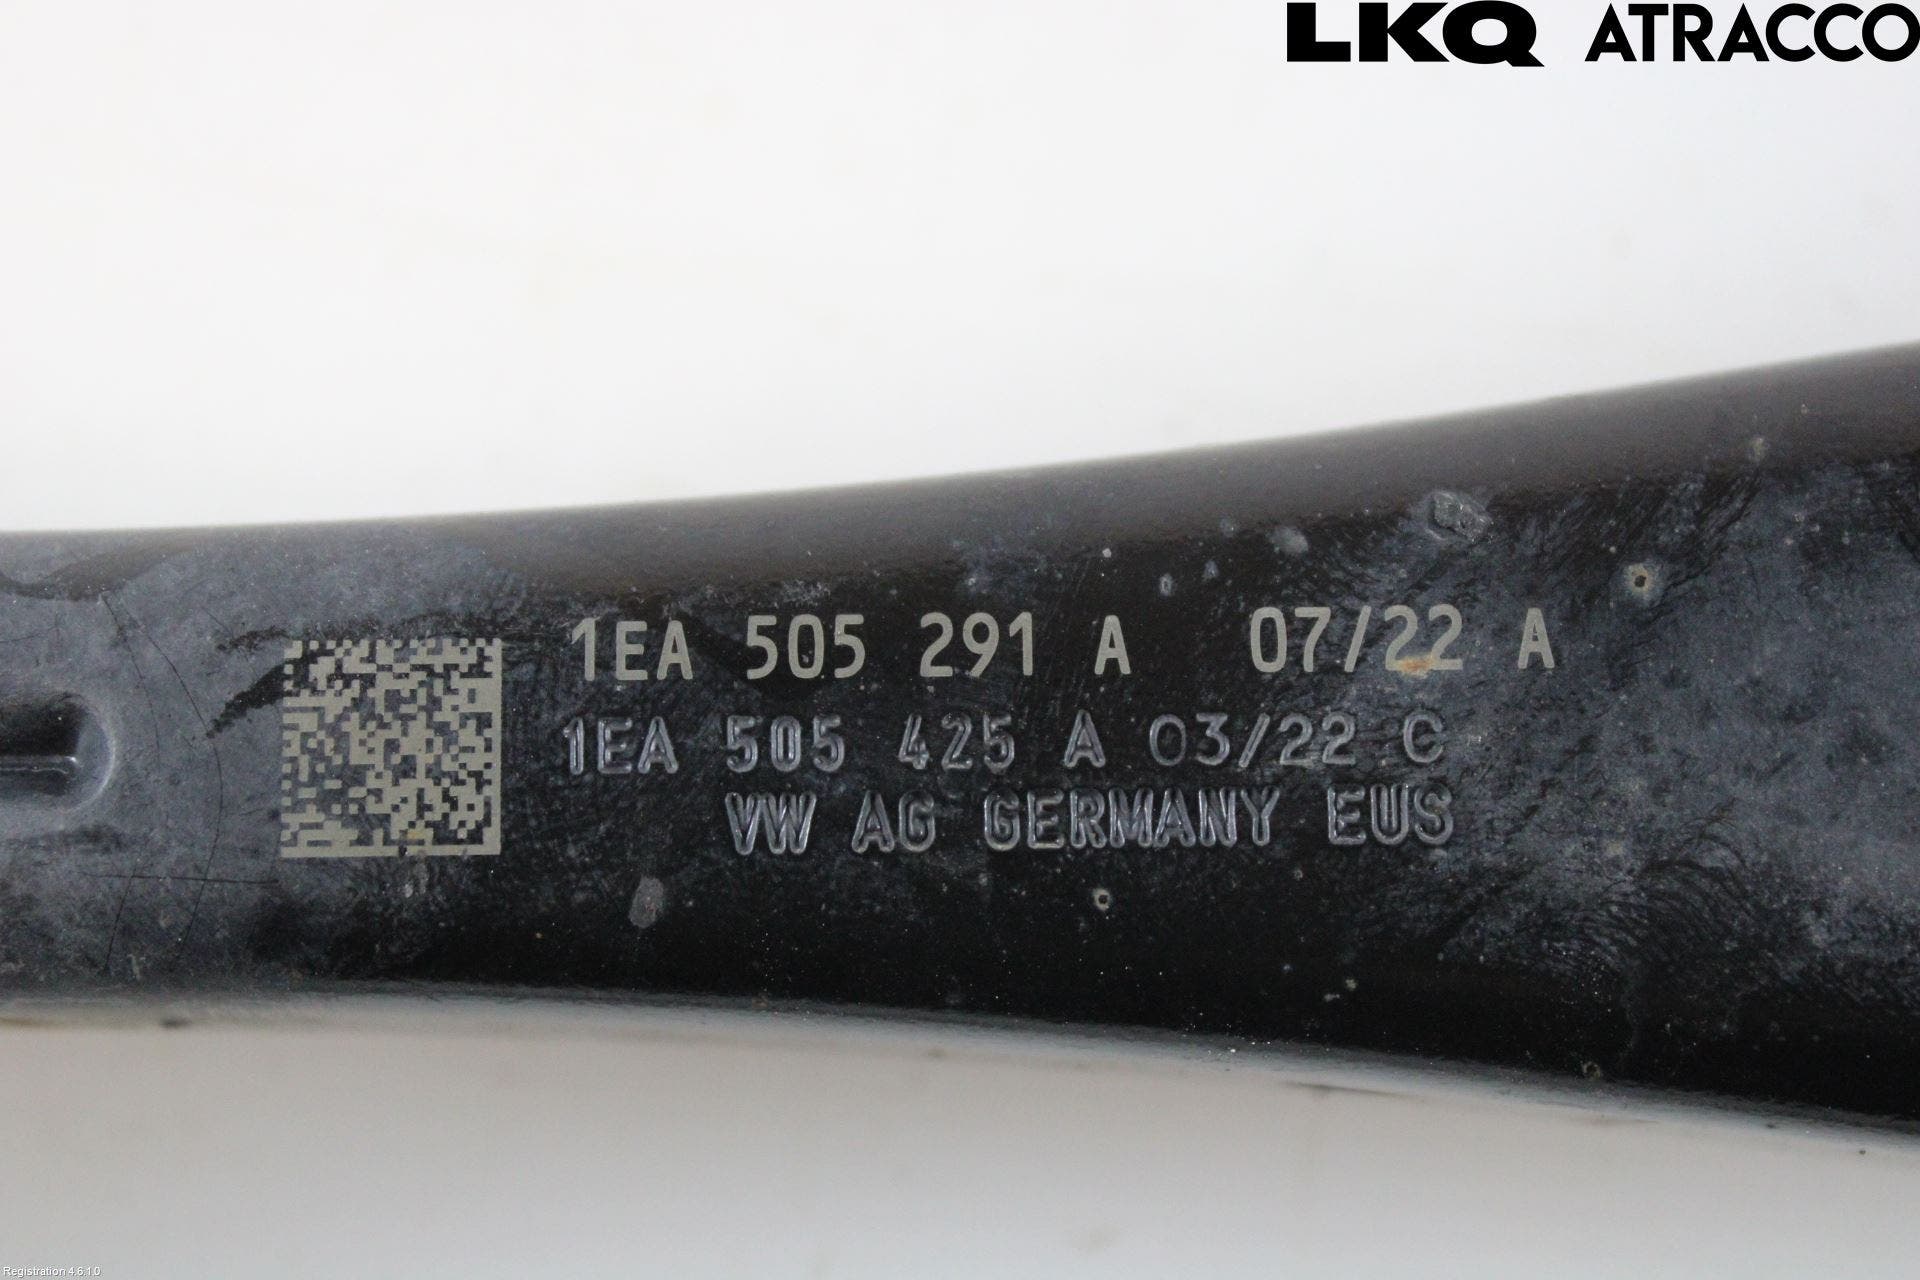 LKQ ATRACCO
1EA 505 291 A 07/22 A
1EA 505 425 A 03/22 C
VW AG GERMANY EUS
Registration 4.6.1.0